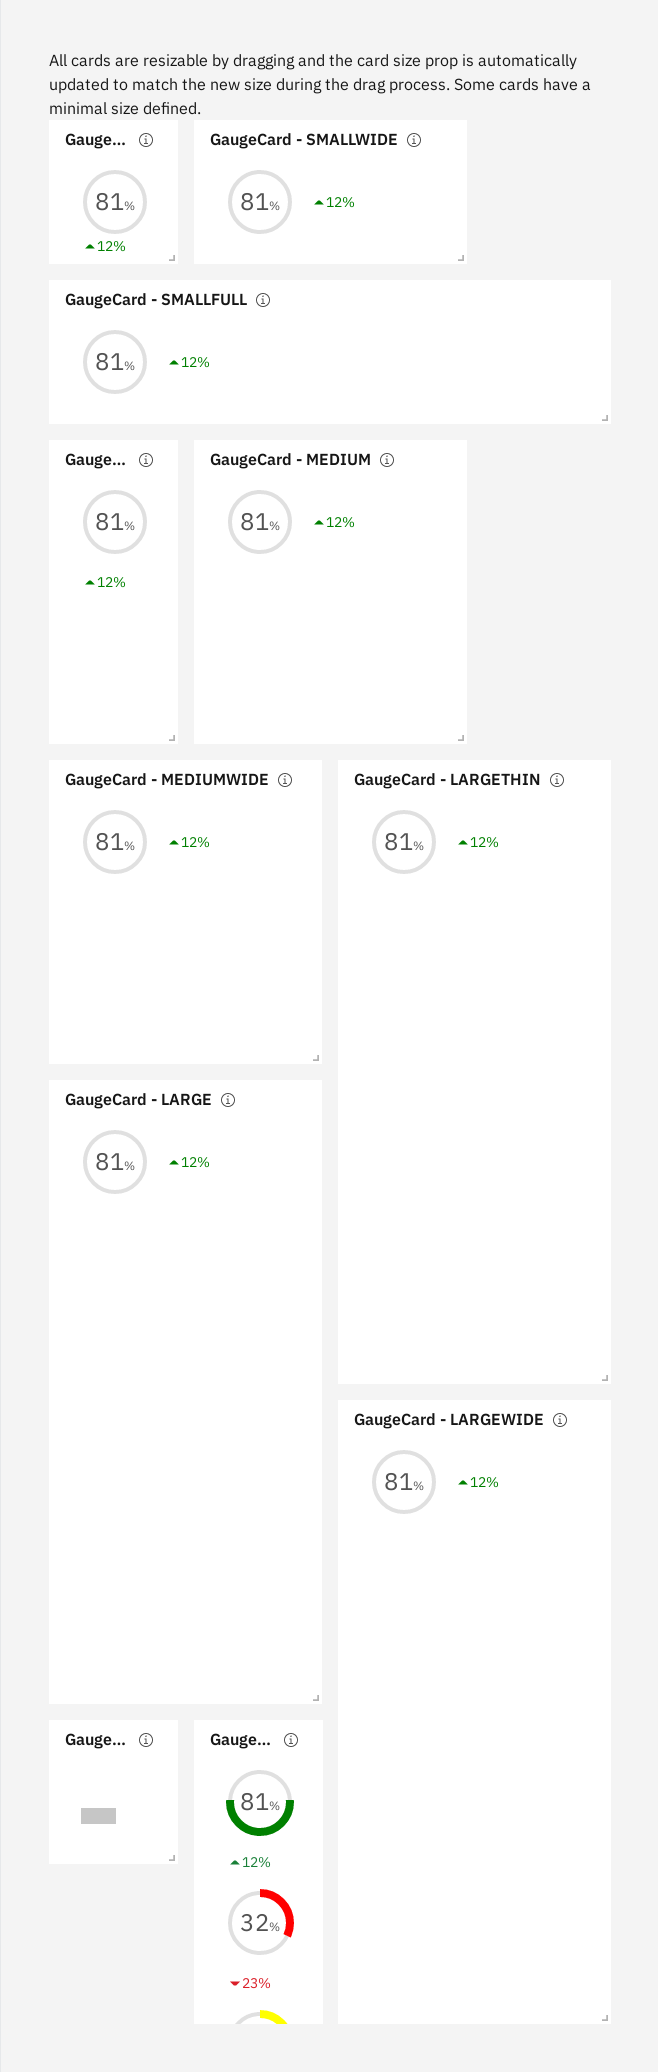 All cards are resizable by dragging and the card size prop is automatically
updated to match the new size during the drag process. Some cards have a
minimal size defined.
Gauge...
81%
12%
GaugeCard - SMALLWIDE
81%
12%
GaugeCard - SMALLFULL
81%
12%
Gauge...
81%
12%
GaugeCard - MEDIUM
81%
12%
GaugeCard - MEDIUMWIDE
81%
12%
GaugeCard - LARGETHIN
81%
12%
GaugeCard - LARGE
81%
12%
GaugeCard - LARGEWIDE
81%
12%
Gauge...
Gauge...
81%
12%
32%
23%